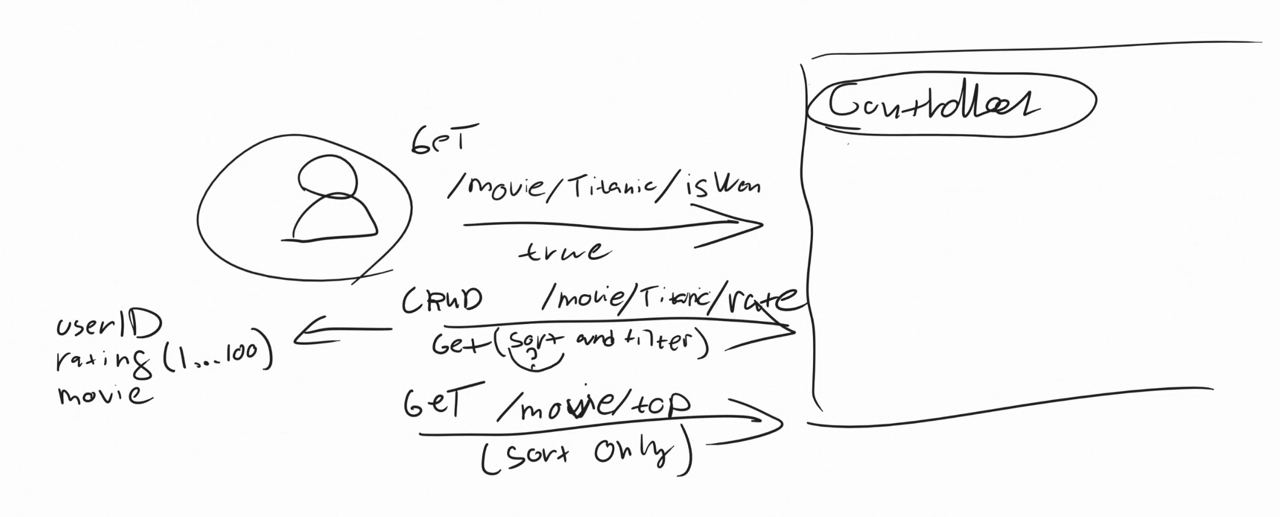 Controller
GeT
/movie/Titanic/isWon
true
CRUD /movie/Titanic/rate
Get (sort and filter)
?
userID
rating (1...100)
movie
GeT /movie/top
(Sort Only)